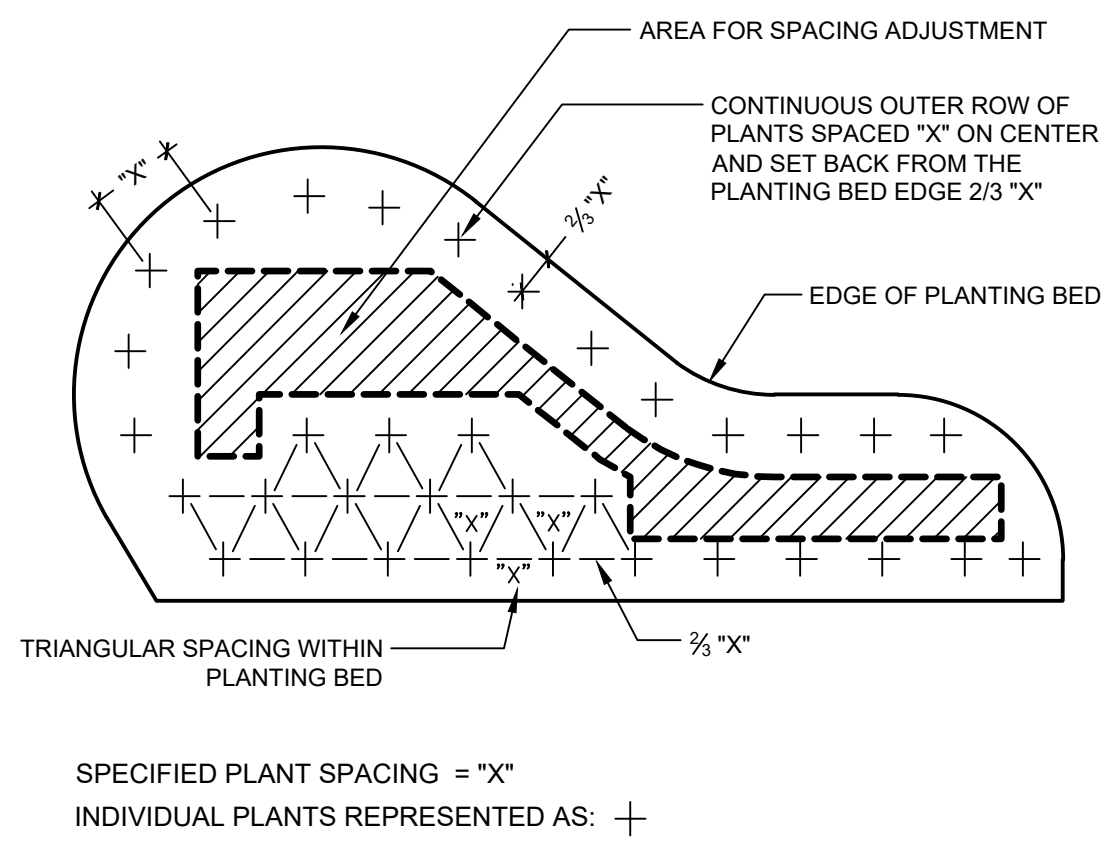 AREA FOR SPACING ADJUSTMENT
CONTINUOUS OUTER ROW OF
PLANTS SPACED "X" ON CENTER
AND SET BACK FROM THE
PLANTING BED EDGE 2/3 "X"
"X"
⅔ "X"
EDGE OF PLANTING BED
"X" "X"
"X"
TRIANGULAR SPACING WITHIN
PLANTING BED
⅔ "X"
SPECIFIED PLANT SPACING = "X"
INDIVIDUAL PLANTS REPRESENTED AS: